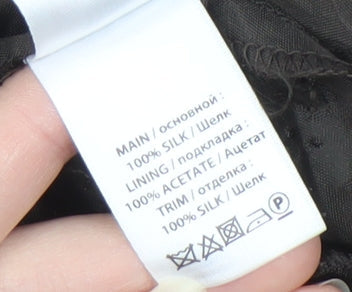 MAIN / основной :
100% SILK / Шелк
LINING / подкладка :
100% ACETATE / Ацетат
TRIM / отделка :
100% SILK / Шелк
P